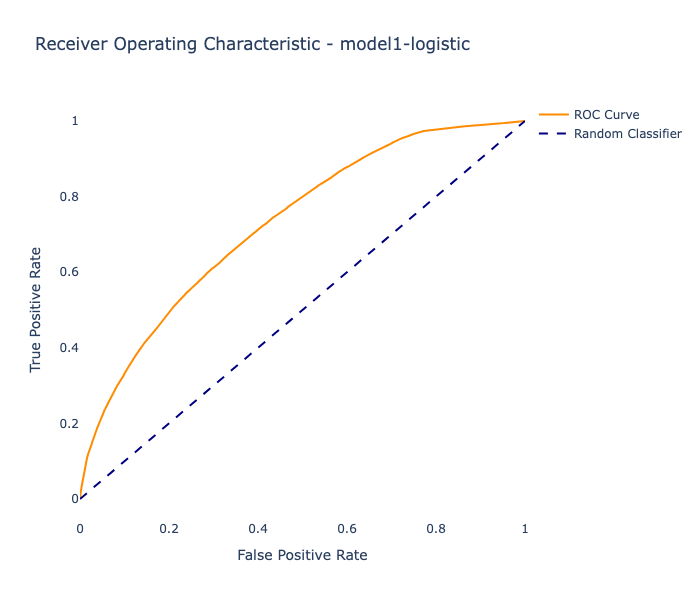 Receiver Operating Characteristic - model1-logistic
ROC Curve
Random Classifier
True Positive Rate
1
0.8
0.6
0.4
0.2
0
0
0.2
0.4
0.6
0.8
1
False Positive Rate